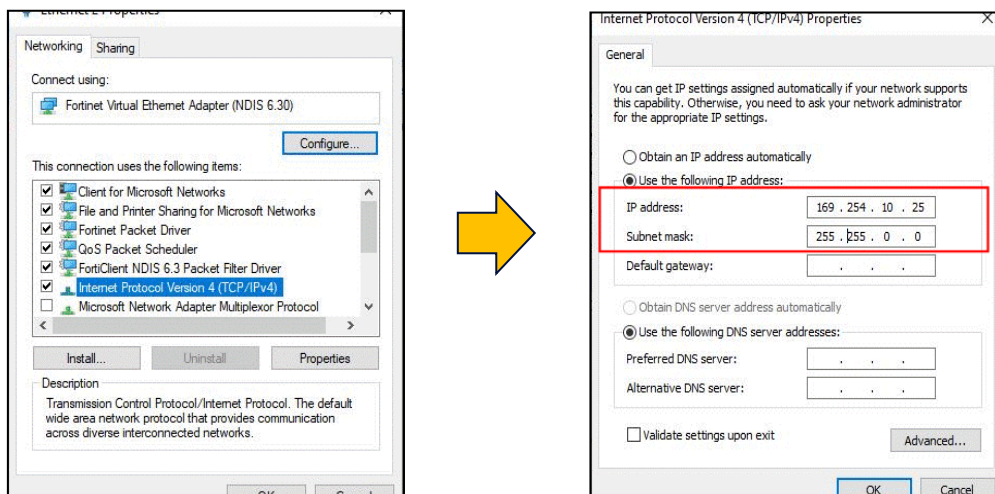 Ethernet 2 Properties
Networking
Sharing
Connect using:
Fortinet Virtual Ethernet Adapter (NDIS 6.30)
Configure...
This connection uses the following items:
Client for Microsoft Networks
File and Printer Sharing for Microsoft Networks
Fortinet Packet Driver
QoS Packet Scheduler
FortiClient NDIS 6.3 Packet Filter Driver
Internet Protocol Version 4 (TCP/IPv4)
Microsoft Network Adapter Multiplexor Protocol
Install...
Uninstall
Properties
Description
Transmission Control Protocol/Internet Protocol. The default
wide area network protocol that provides communication
across diverse interconnected networks.
OK
Cancel
Internet Protocol Version 4 (TCP/IPv4) Properties
General
You can get IP settings assigned automatically if your network supports
this capability. Otherwise, you need to ask your network administrator
for the appropriate IP settings.
Obtain an IP address automatically
Use the following IP address:
IP address:
169 . 254 . 10 . 25
Subnet mask:
255 . 255 . 0 . 0
Default gateway:
. . .
Obtain DNS server address automatically
Use the following DNS server addresses:
Preferred DNS server:
. . .
Alternative DNS server:
. . .
Validate settings upon exit
Advanced...
OK
Cancel